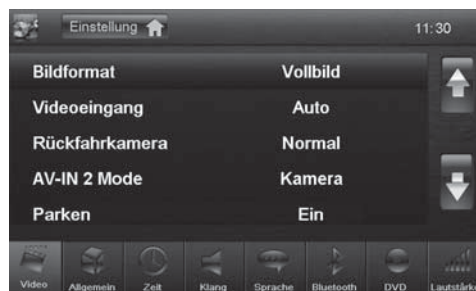 Einstellung 11:30
Bildformat Vollbild
Videoeingang Auto
Rückfahrkamera Normal
AV-IN 2 Mode Kamera
Parken Ein
Video Allgemein Zeit Klang Sprache Bluetooth DVD Lautstärke